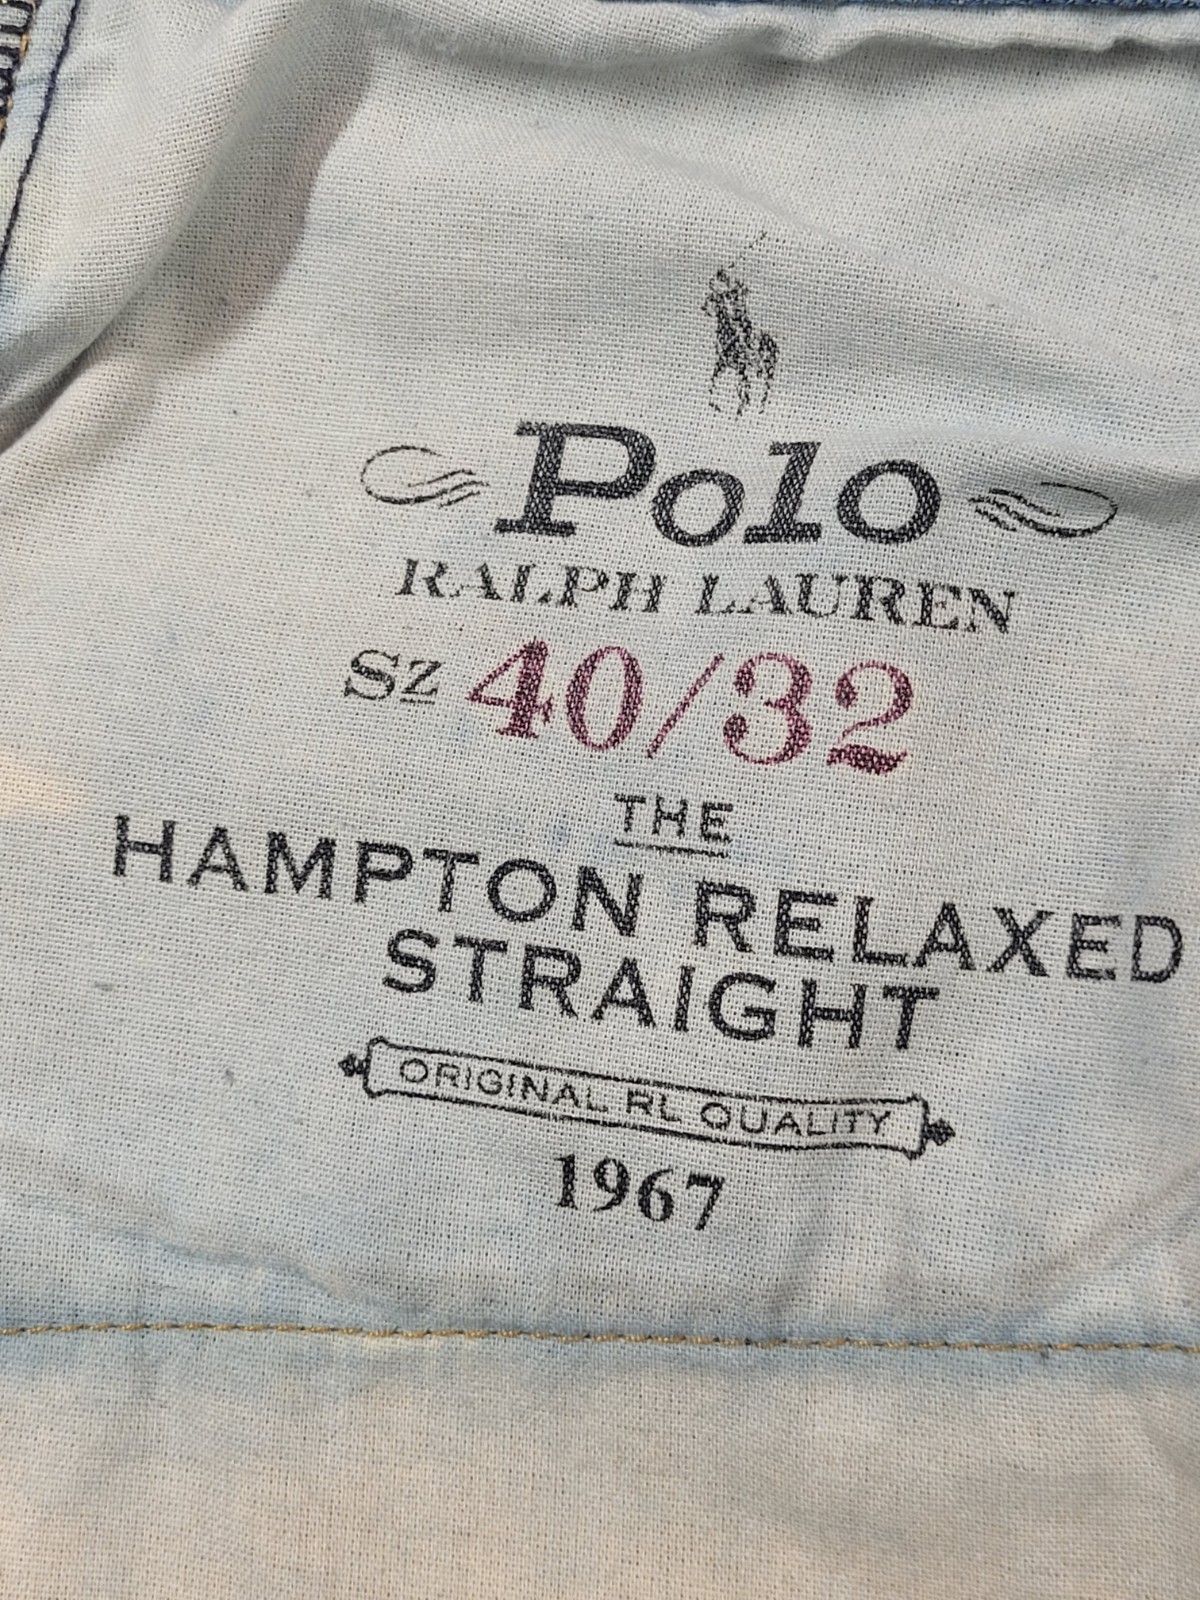 Polo
RALPH LAUREN
SZ 40/32
THE
HAMPTON RELAXED
STRAIGHT
ORIGINAL RL QUALITY
1967